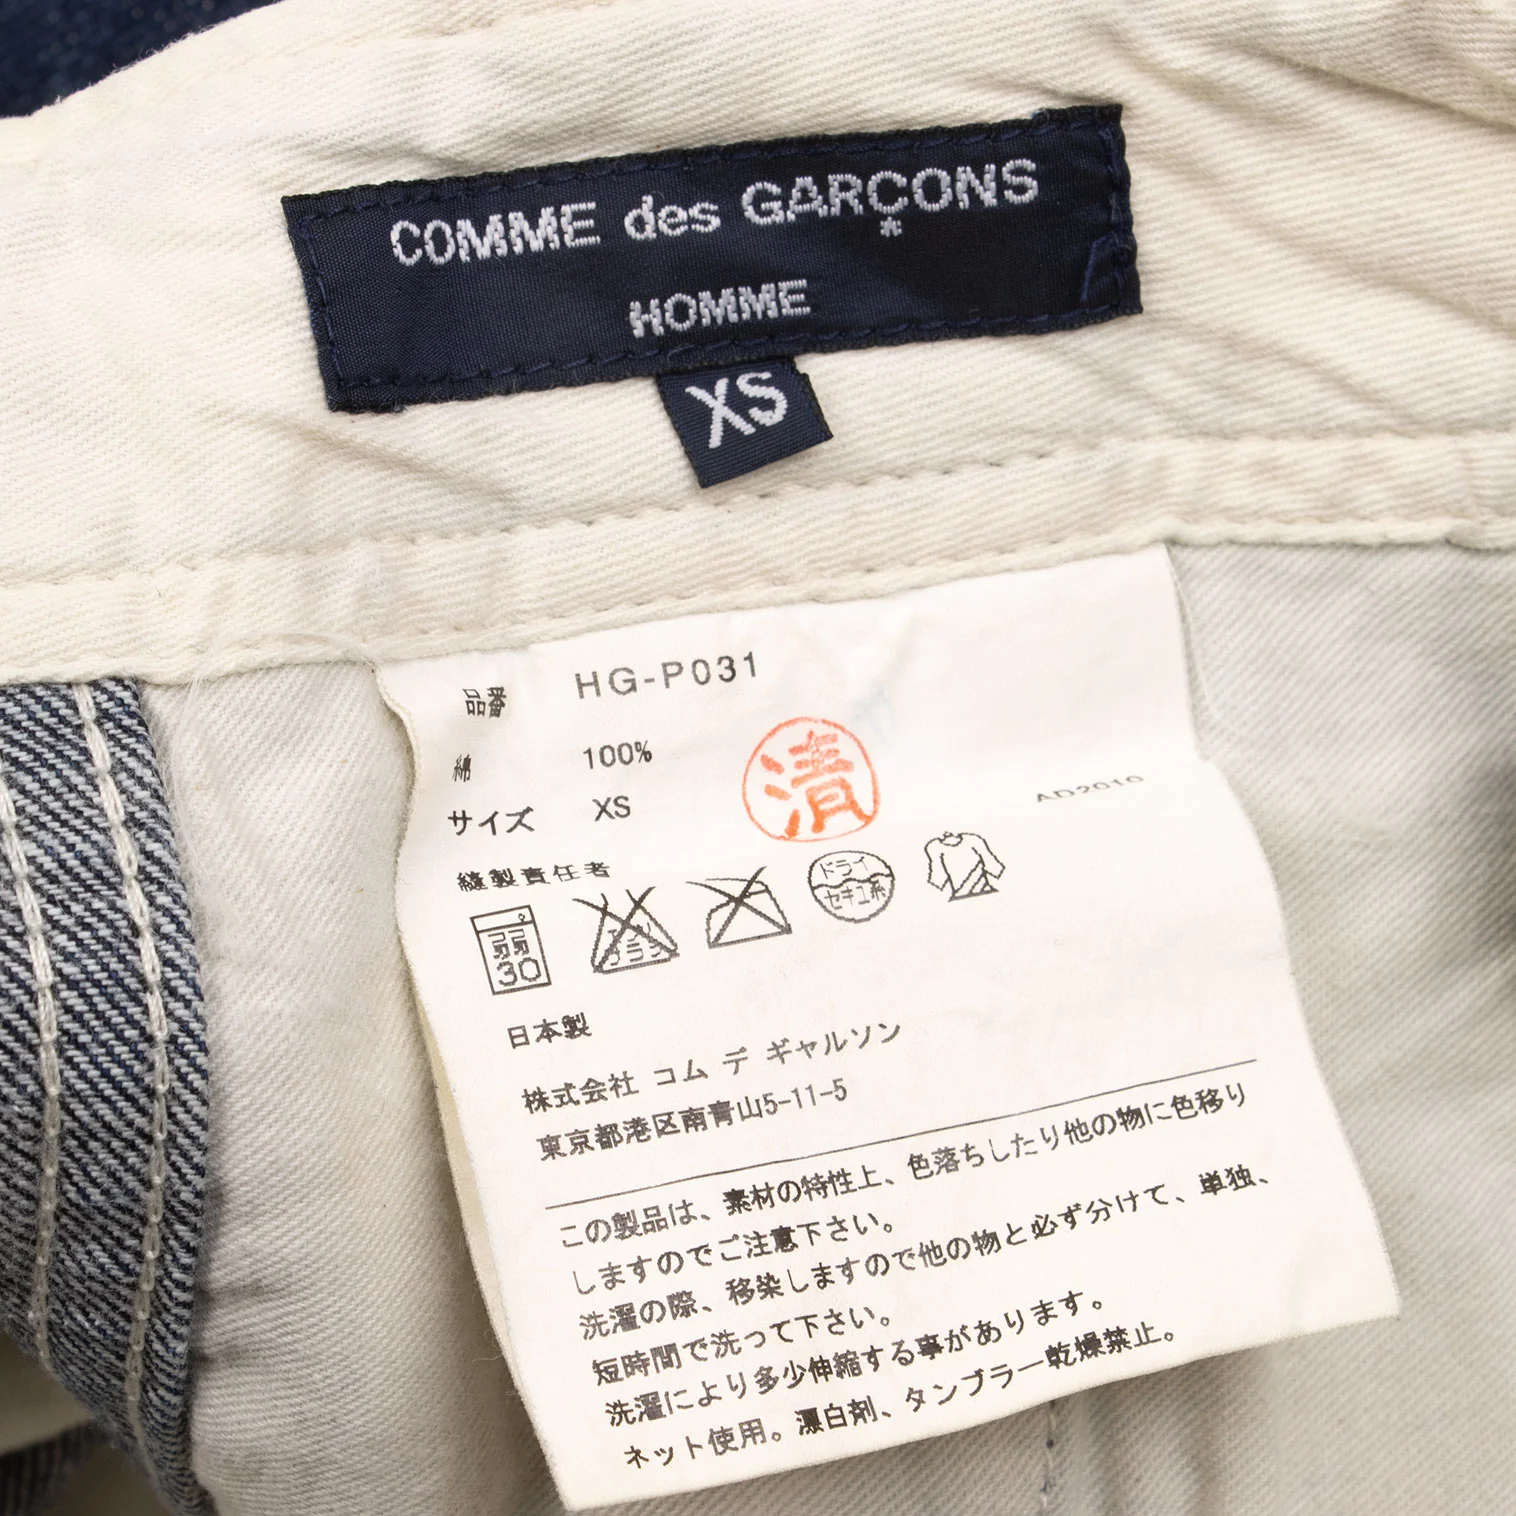 COMME des GARÇONS
HOMME
XS
品番 HG-P031
綿 100%
サイズ XS
清
AD2010
縫製責任者
弱
30
エンソ
サラシ
ドライ
セキユ系
日本製
株式会社 コム デ ギャルソン
東京都港区南青山5-11-5
この製品は、素材の特性上、色落ちしたり他の物に色移り
しますのでご注意下さい。
洗濯の際、移染しますので他の物と必ず分けて、単独、
短時間で洗って下さい。
洗濯により多少伸縮する事があります。
ネット使用。漂白剤、タンブラー乾燥禁止。